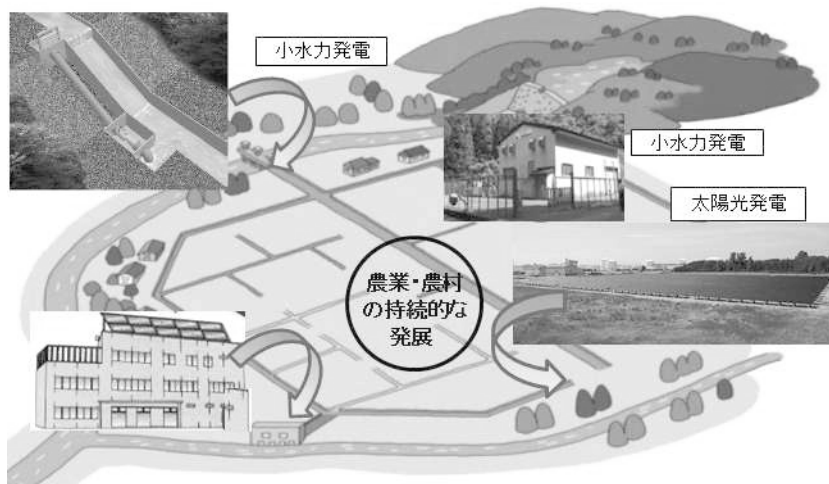 小水力発電
小水力発電
太陽光発電
農業・農村
の持続的な
発展